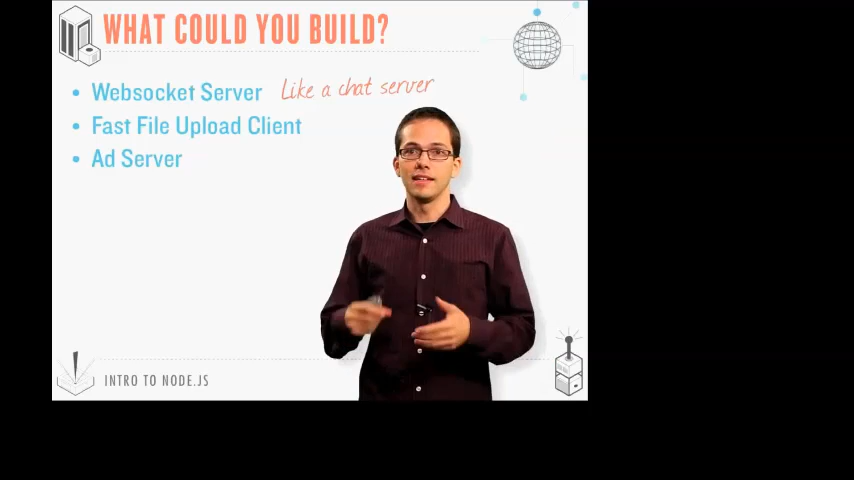 WHAT COULD YOU BUILD?
• Websocket Server Like a chat server
• Fast File Upload Client
• Ad Server
INTRO TO NODE.JS